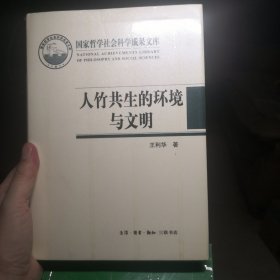 国家哲学社会科学成果文库
NATIONAL ACHIEVEMENTS LIBRARY
OF PHILOSOPHY AND SOCIAL SCIENCES
人竹共生的环境
与文明
王利华 著
生活·读书·新知 三联书店